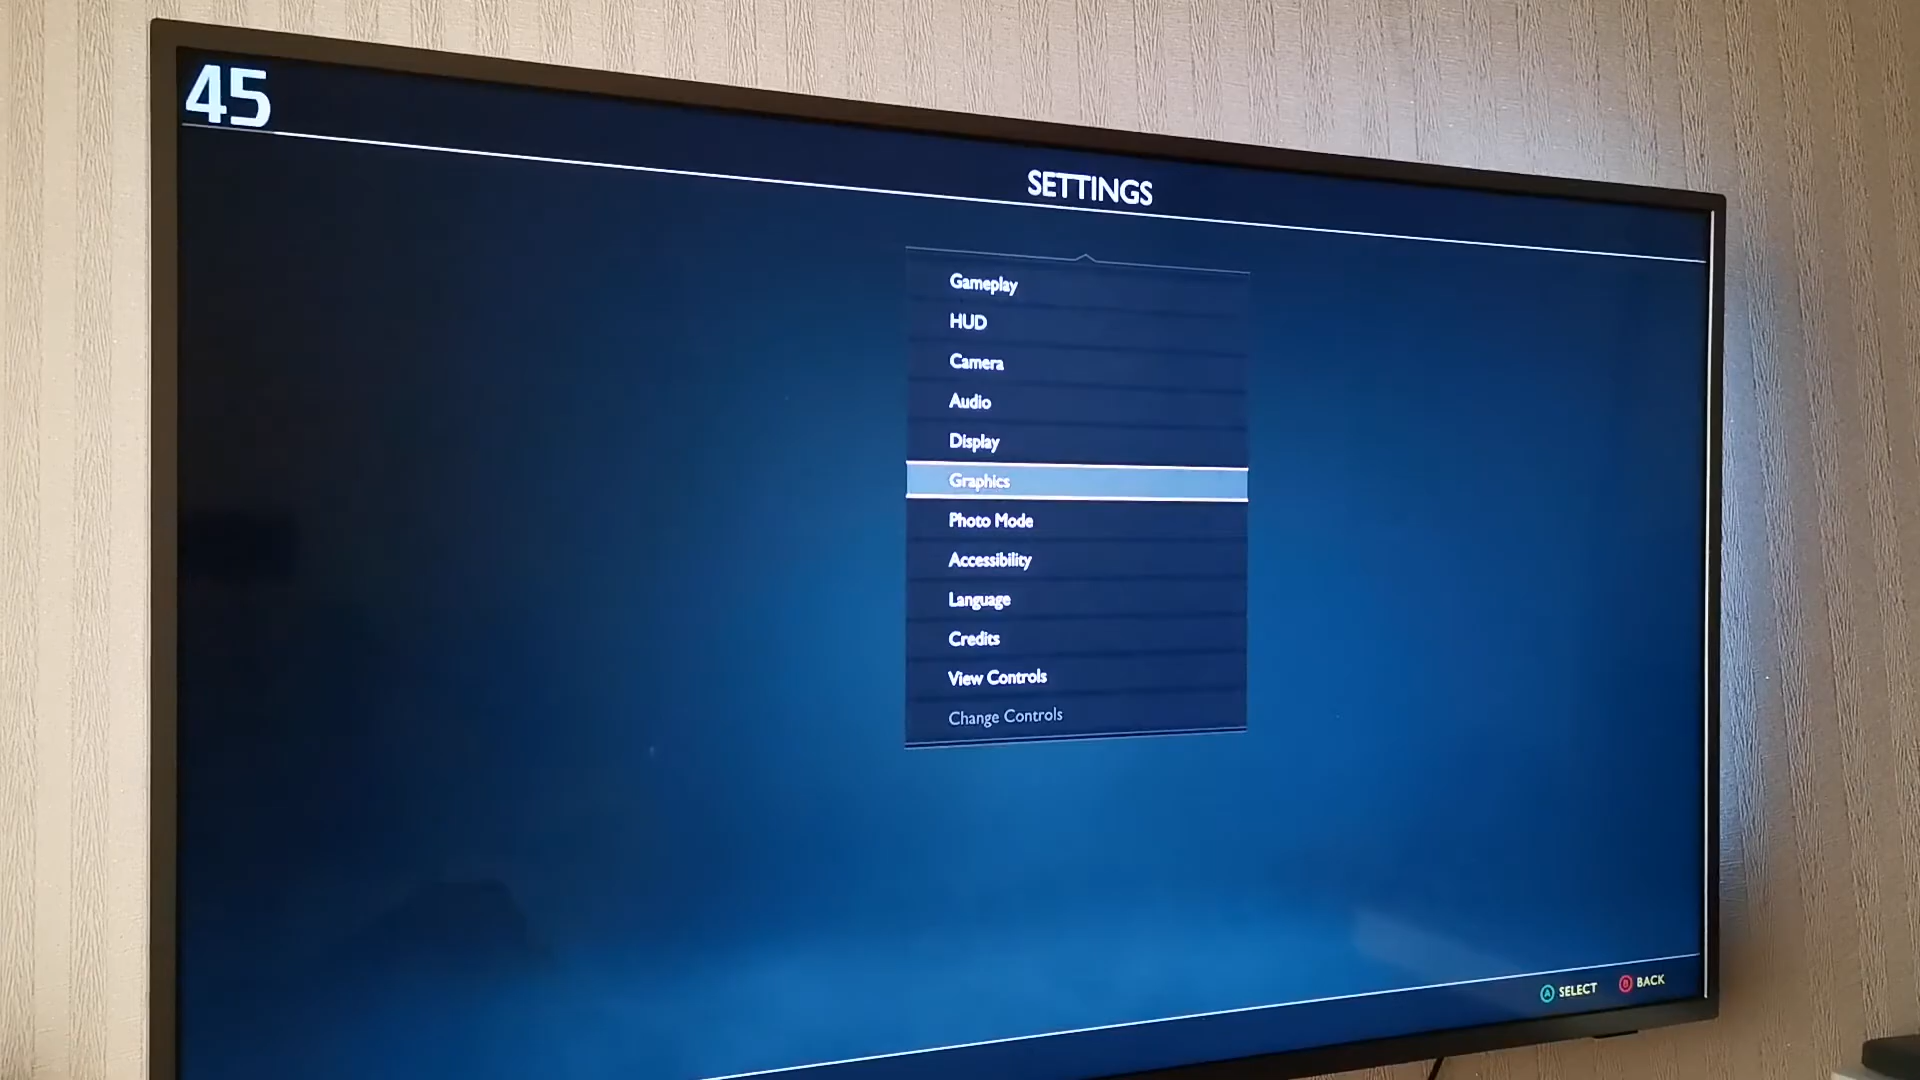 45
SETTINGS
Gameplay
HUD
Camera
Audio
Display
Graphics
Photo Mode
Accessibility
Language
Credits
View Controls
Change Controls
A SELECT B BACK